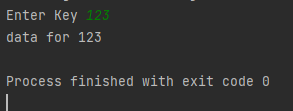 Enter Key 123
data for 123
Process finished with exit code 0